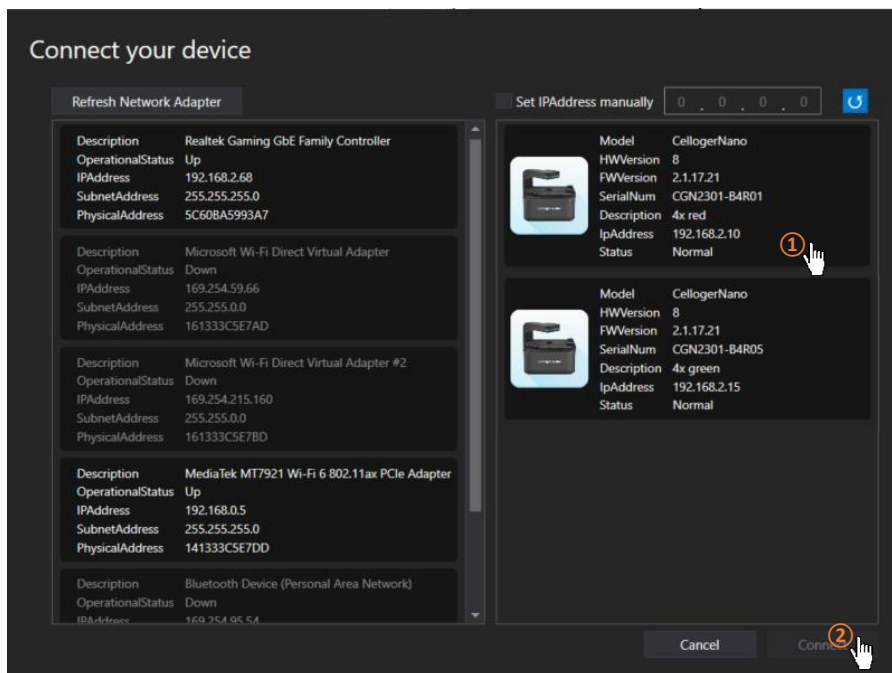 Connect your device
Refresh Network Adapter
Description Realtek Gaming GbE Family Controller
OperationalStatus Up
IPAddress 192.168.2.68
SubnetAddress 255.255.255.0
PhysicalAddress 5C60BA5993A7
Description Microsoft Wi-Fi Direct Virtual Adapter
OperationalStatus Down
IPAddress 169.254.59.66
SubnetAddress 255.255.0.0
PhysicalAddress 161333C5E7AD
Description Microsoft Wi-Fi Direct Virtual Adapter #2
OperationalStatus Down
IPAddress 169.254.215.160
SubnetAddress 255.255.0.0
PhysicalAddress 161333C5E7BD
Description MediaTek MT7921 Wi-Fi 6 802.11ax PCIe Adapter
OperationalStatus Up
IPAddress 192.168.0.5
SubnetAddress 255.255.255.0
PhysicalAddress 141333C5E7DD
Description Bluetooth Device (Personal Area Network)
OperationalStatus Down
IPAddress 169.254.95.54
Set IPAddress manually 0 . 0 . 0 . 0
Model CellogerNano
HWVersion 8
FWVersion 2.1.17.21
SerialNum CGN2301-B4R01
Description 4x red
IpAddress 192.168.2.10
Status Normal
①
Model CellogerNano
HWVersion 8
FWVersion 2.1.17.21
SerialNum CGN2301-B4R05
Description 4x green
IpAddress 192.168.2.15
Status Normal
Cancel
Connect
②